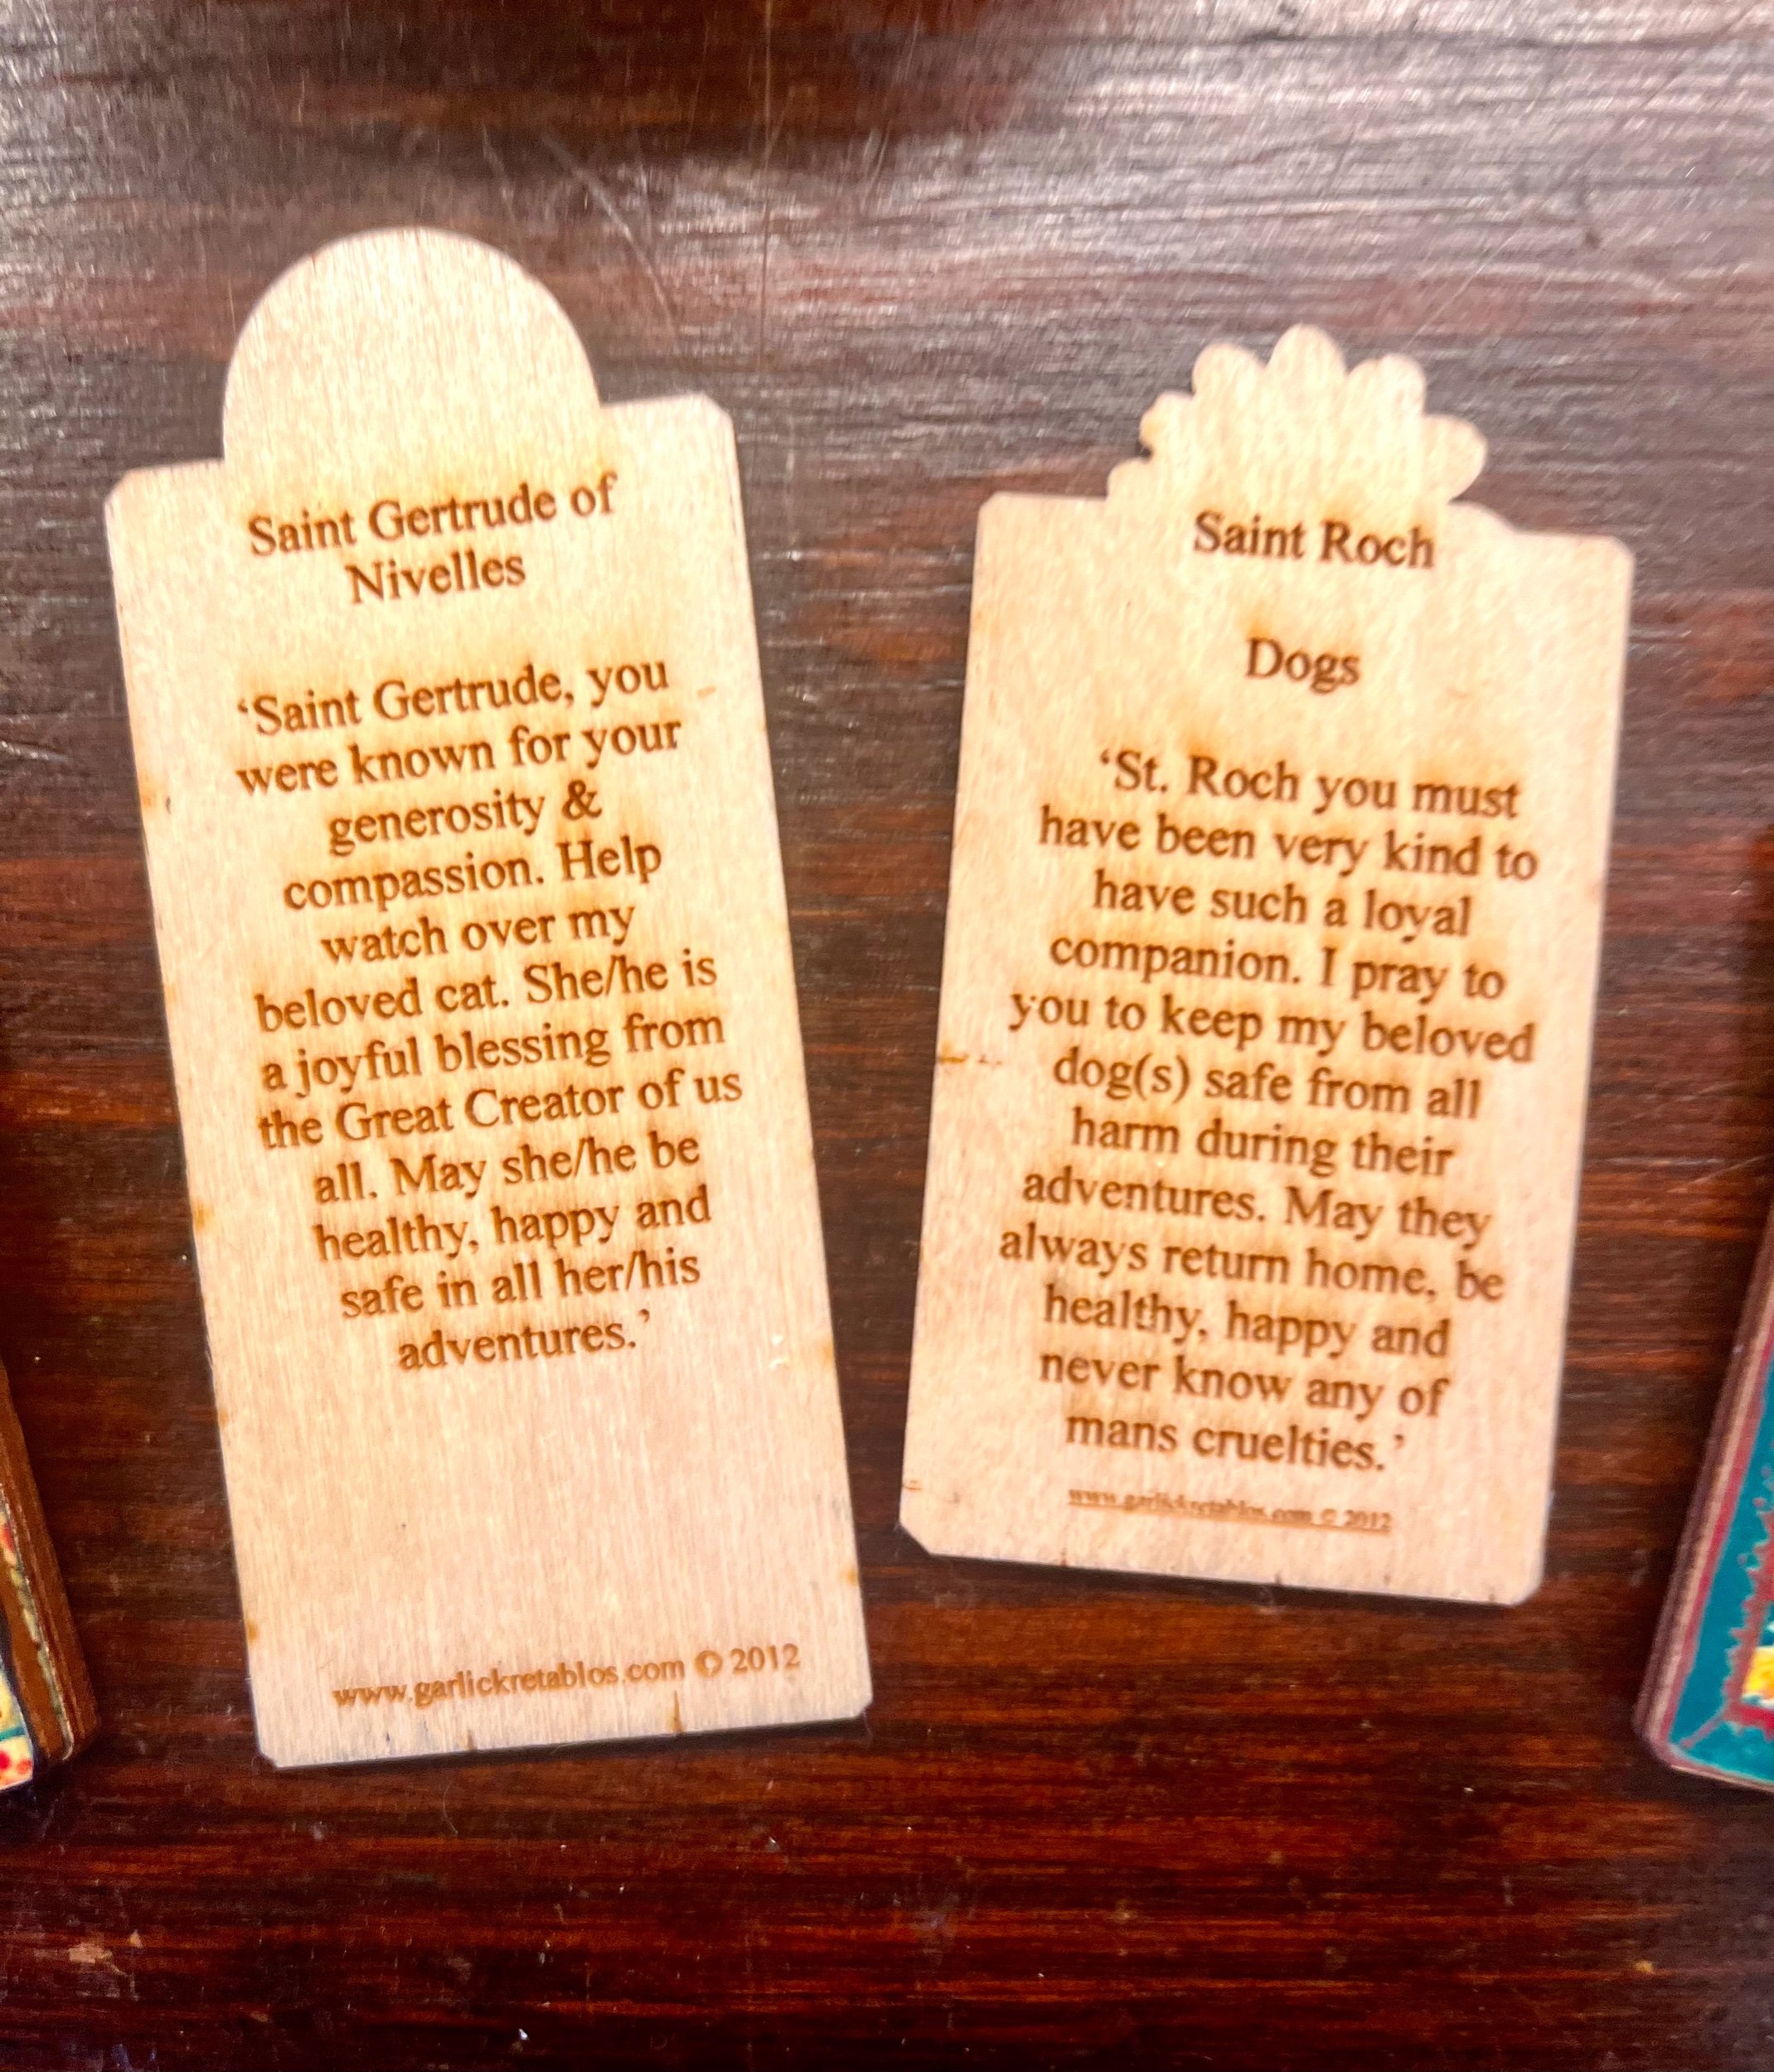 Saint Gertrude of
Nivelles
‘Saint Gertrude, you
were known for your
generosity &
compassion. Help
watch over my
beloved cat. She/he is
a joyful blessing from
the Great Creator of us
all. May she/he be
healthy, happy and
safe in all her/his
adventures.’
www.garlickretablos.com © 2012
Saint Roch
Dogs
‘St. Roch you must
have been very kind to
have such a loyal
companion. I pray to
you to keep my beloved
dog(s) safe from all
harm during their
adventures. May they
always return home, be
healthy, happy and
never know any of
mans cruelties.’
www.garlickretablos.com © 2012